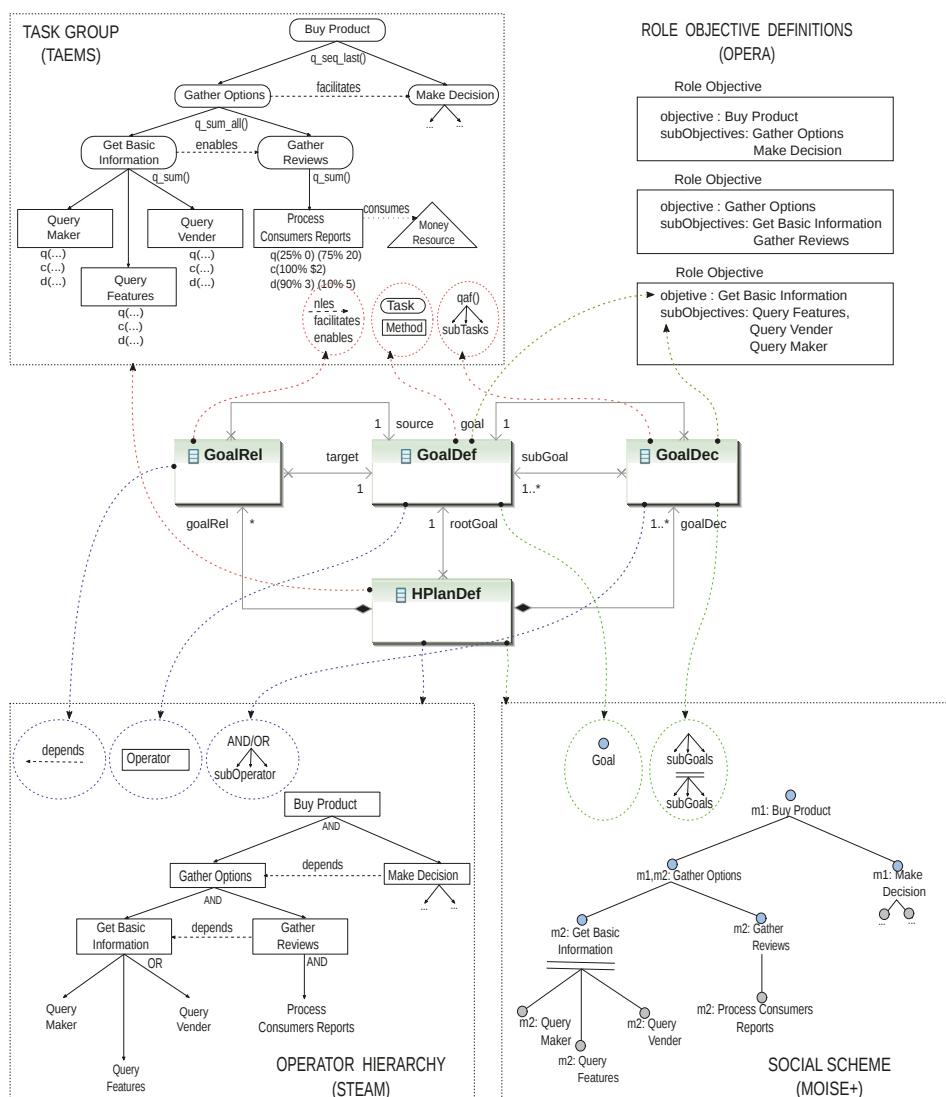 TASK GROUP
(TAEMS)
Buy Product
q_seq_last()
Gather Options
facilitates
Make Decision
... ...
q_sum_all()
Get Basic
Information
enables
Gather
Reviews
q_sum()
q_sum()
Query
Maker
q(...)
c(...)
d(...)
Query
Features
q(...)
c(...)
d(...)
Query
Vender
q(...)
c(...)
d(...)
Process
Consumers Reports
q(25% 0) (75% 20)
c(100% $2)
d(90% 3) (10% 5)
consumes
Money
Resource
nles
facilitates
enables
Task
Method
qaf()
subTasks
ROLE OBJECTIVE DEFINITIONS
(OPERA)
Role Objective
objective : Buy Product
subObjectives: Gather Options
Make Decision
Role Objective
objective : Gather Options
subObjectives: Get Basic Information
Gather Reviews
Role Objective
objetive : Get Basic Information
subObjectives: Query Features,
Query Vender
Query Maker
1 source
goal 1
GoalRel
target
1
GoalDef
subGoal
1..*
GoalDec
goalRel *
1 rootGoal
1..* goalDec
HPlanDef
depends
Operator
AND/OR
subOperator
Buy Product
AND
Gather Options
depends
Make Decision
... ...
AND
Get Basic
Information
depends
Gather
Reviews
OR
AND
Query
Maker
Query
Features
Query
Vender
Process
Consumers Reports
OPERATOR HIERARCHY
(STEAM)
Goal
subGoals
subGoals
m1: Buy Product
m1,m2: Gather Options
m1: Make
Decision
... ...
m2: Get Basic
Information
m2: Gather
Reviews
m2: Query
Maker
m2: Query
Features
m2: Query
Vender
m2: Process Consumers
Reports
SOCIAL SCHEME
(MOISE+)